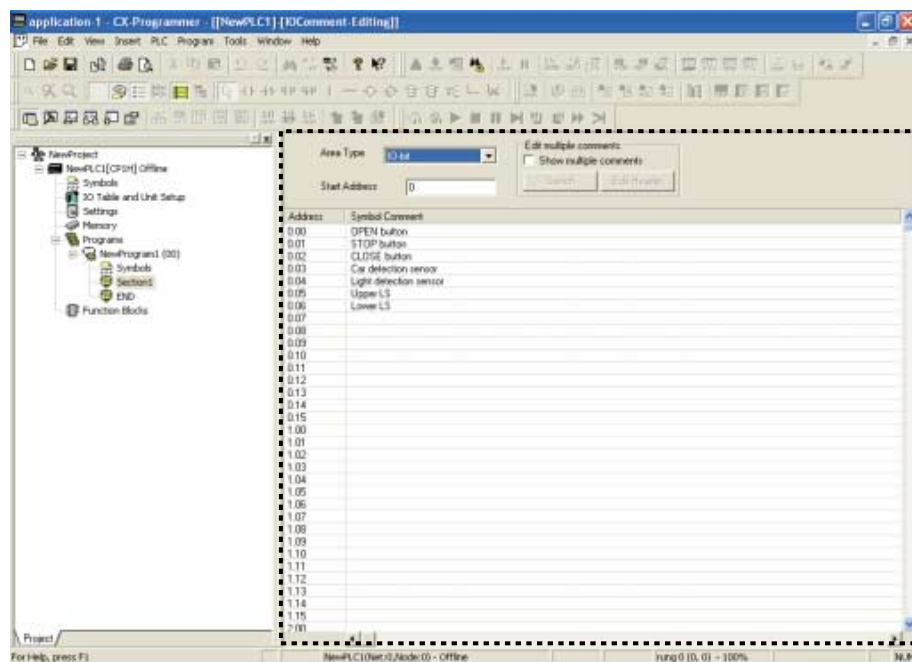 application-1 - CX-Programmer - [[NewPLC1].[IOComment-Editing]]
File Edit View Insert PLC Program Tools Window Help
NewProject
NewPLC1[CP1H] Offline
Symbols
IO Table and Unit Setup
Settings
Memory
Programs
NewProgram1 (00)
Symbols
Section1
END
Function Blocks
Project
Area Type IO-bit
Start Address 0
Edit multiple comments
Show multiple comments
Switch Edit Header
Address Symbol Comment
0.00 OPEN button
0.01 STOP button
0.02 CLOSE button
0.03 Car detection sensor
0.04 Light detection sensor
0.05 Upper LS
0.06 Lower LS
0.07
0.08
0.09
0.10
0.11
0.12
0.13
0.14
0.15
1.00
1.01
1.02
1.03
1.04
1.05
1.06
1.07
1.08
1.09
1.10
1.11
1.12
1.13
1.14
1.15
2.00
For Help, press F1
NewPLC1(Net:0,Node:0) - Offline
rung 0 (0, 0) - 100%